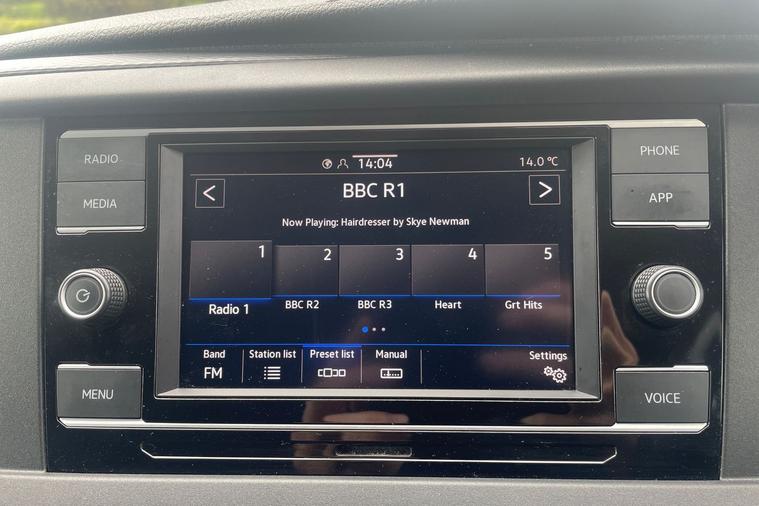 RADIO
MEDIA
MENU
14:04
14.0 °C
< BBC R1 >
Now Playing: Hairdresser by Skye Newman
1 2 3 4 5
Radio 1 BBC R2 BBC R3 Heart Grt Hits
Band Station list Preset list Manual Settings
FM
PHONE
APP
VOICE